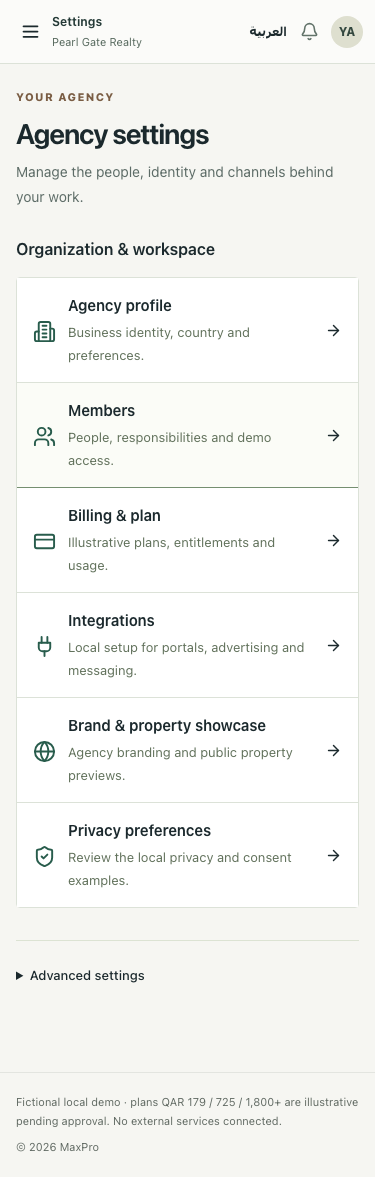 Settings
Pearl Gate Realty
العربية
YA
YOUR AGENCY
Agency settings
Manage the people, identity and channels behind
your work.
Organization & workspace
Agency profile
Business identity, country and
preferences.
Members
People, responsibilities and demo
access.
Billing & plan
Illustrative plans, entitlements and
usage.
Integrations
Local setup for portals, advertising and
messaging.
Brand & property showcase
Agency branding and public property
previews.
Privacy preferences
Review the local privacy and consent
examples.
Advanced settings
Fictional local demo · plans QAR 179 / 725 / 1,800+ are illustrative
pending approval. No external services connected.
© 2026 MaxPro